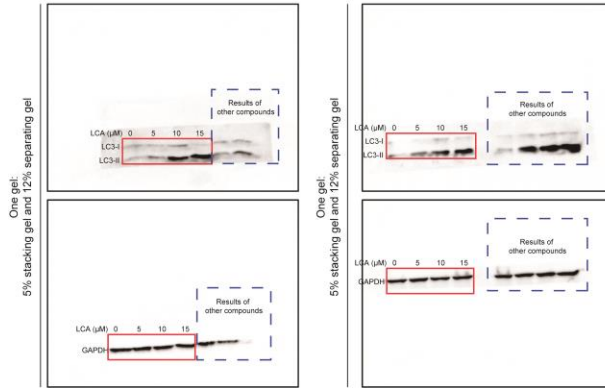 One gel:
5% stacking gel and 12% separating gel
Results of
other compounds
LCA (μM) 0 5 10 15
LC3-I
LC3-II
Results of
other compounds
LCA (μM) 0 5 10 15
GAPDH
One gel:
5% stacking gel and 12% separating gel
Results of
other compounds
LCA (μM) 0 5 10 15
LC3-I
LC3-II
Results of
other compounds
LCA (μM) 0 5 10 15
GAPDH